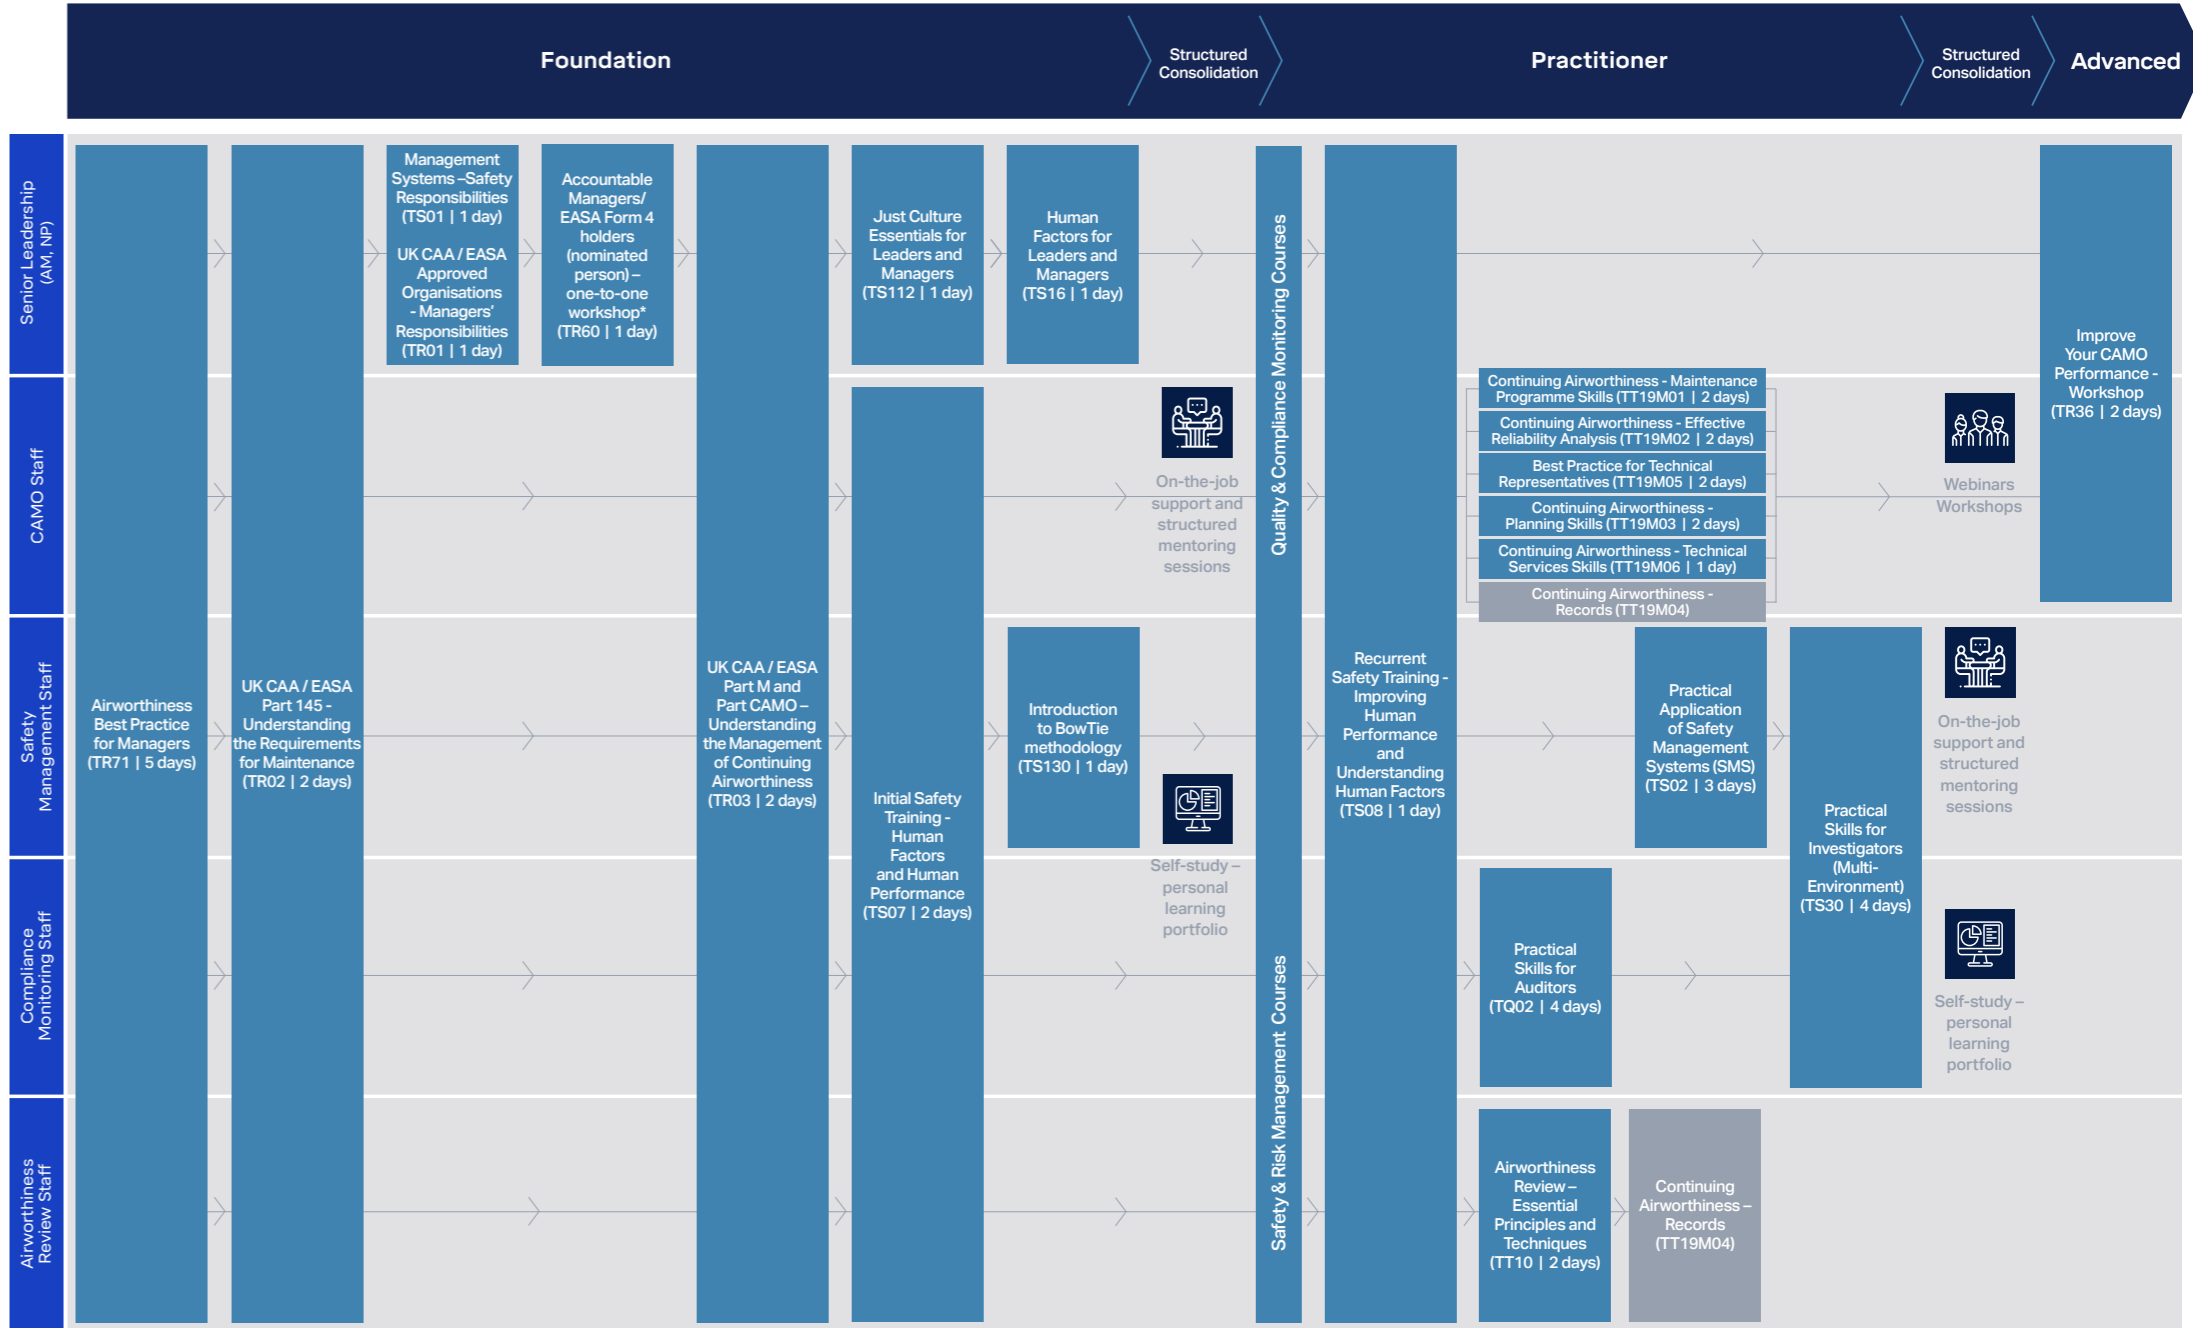 Foundation
Structured
Consolidation
Practitioner
Structured
Consolidation
Advanced
Senior Leadership
(AM, NP)
CAMO Staff
Safety
Management Staff
Compliance
Monitoring Staff
Airworthiness
Review Staff
Airworthiness
Best Practice
for Managers
(TR71 | 5 days)
UK CAA / EASA
Part 145 -
Understanding
the Requirements
for Maintenance
(TR02 | 2 days)
Management
Systems –Safety
Responsibilities
(TS01 | 1 day)
UK CAA / EASA
Approved
Organisations
- Managers'
Responsibilities
(TR01 | 1 day)
Accountable
Managers/
EASA Form 4
holders
(nominated
person) –
one-to-one
workshop*
(TR60 | 1 day)
UK CAA / EASA
Part M and
Part CAMO –
Understanding
the Management
of Continuing
Airworthiness
(TR03 | 2 days)
Just Culture
Essentials for
Leaders and
Managers
(TS112 | 1 day)
Human
Factors for
Leaders and
Managers
(TS16 | 1 day)
Initial Safety
Training -
Human
Factors
and Human
Performance
(TS07 | 2 days)
Introduction
to BowTie
methodology
(TS130 | 1 day)
On-the-job
support and
structured
mentoring
sessions
Self-study –
personal
learning
portfolio
Quality & Compliance Monitoring Courses
Safety & Risk Management Courses
Recurrent
Safety Training -
Improving
Human
Performance
and
Understanding
Human Factors
(TS08 | 1 day)
Continuing Airworthiness - Maintenance
Programme Skills (TT19M01 | 2 days)
Continuing Airworthiness - Effective
Reliability Analysis (TT19M02 | 2 days)
Best Practice for Technical
Representatives (TT19M05 | 2 days)
Continuing Airworthiness -
Planning Skills (TT19M03 | 2 days)
Continuing Airworthiness - Technical
Services Skills (TT19M06 | 1 day)
Continuing Airworthiness -
Records (TT19M04)
Practical
Application
of Safety
Management
Systems (SMS)
(TS02 | 3 days)
Practical
Skills for
Investigators
(Multi-
Environment)
(TS30 | 4 days)
Practical
Skills for
Auditors
(TQ02 | 4 days)
Airworthiness
Review –
Essential
Principles and
Techniques
(TT10 | 2 days)
Continuing
Airworthiness –
Records
(TT19M04)
Webinars
Workshops
On-the-job
support and
structured
mentoring
sessions
Self-study –
personal
learning
portfolio
Improve
Your CAMO
Performance -
Workshop
(TR36 | 2 days)